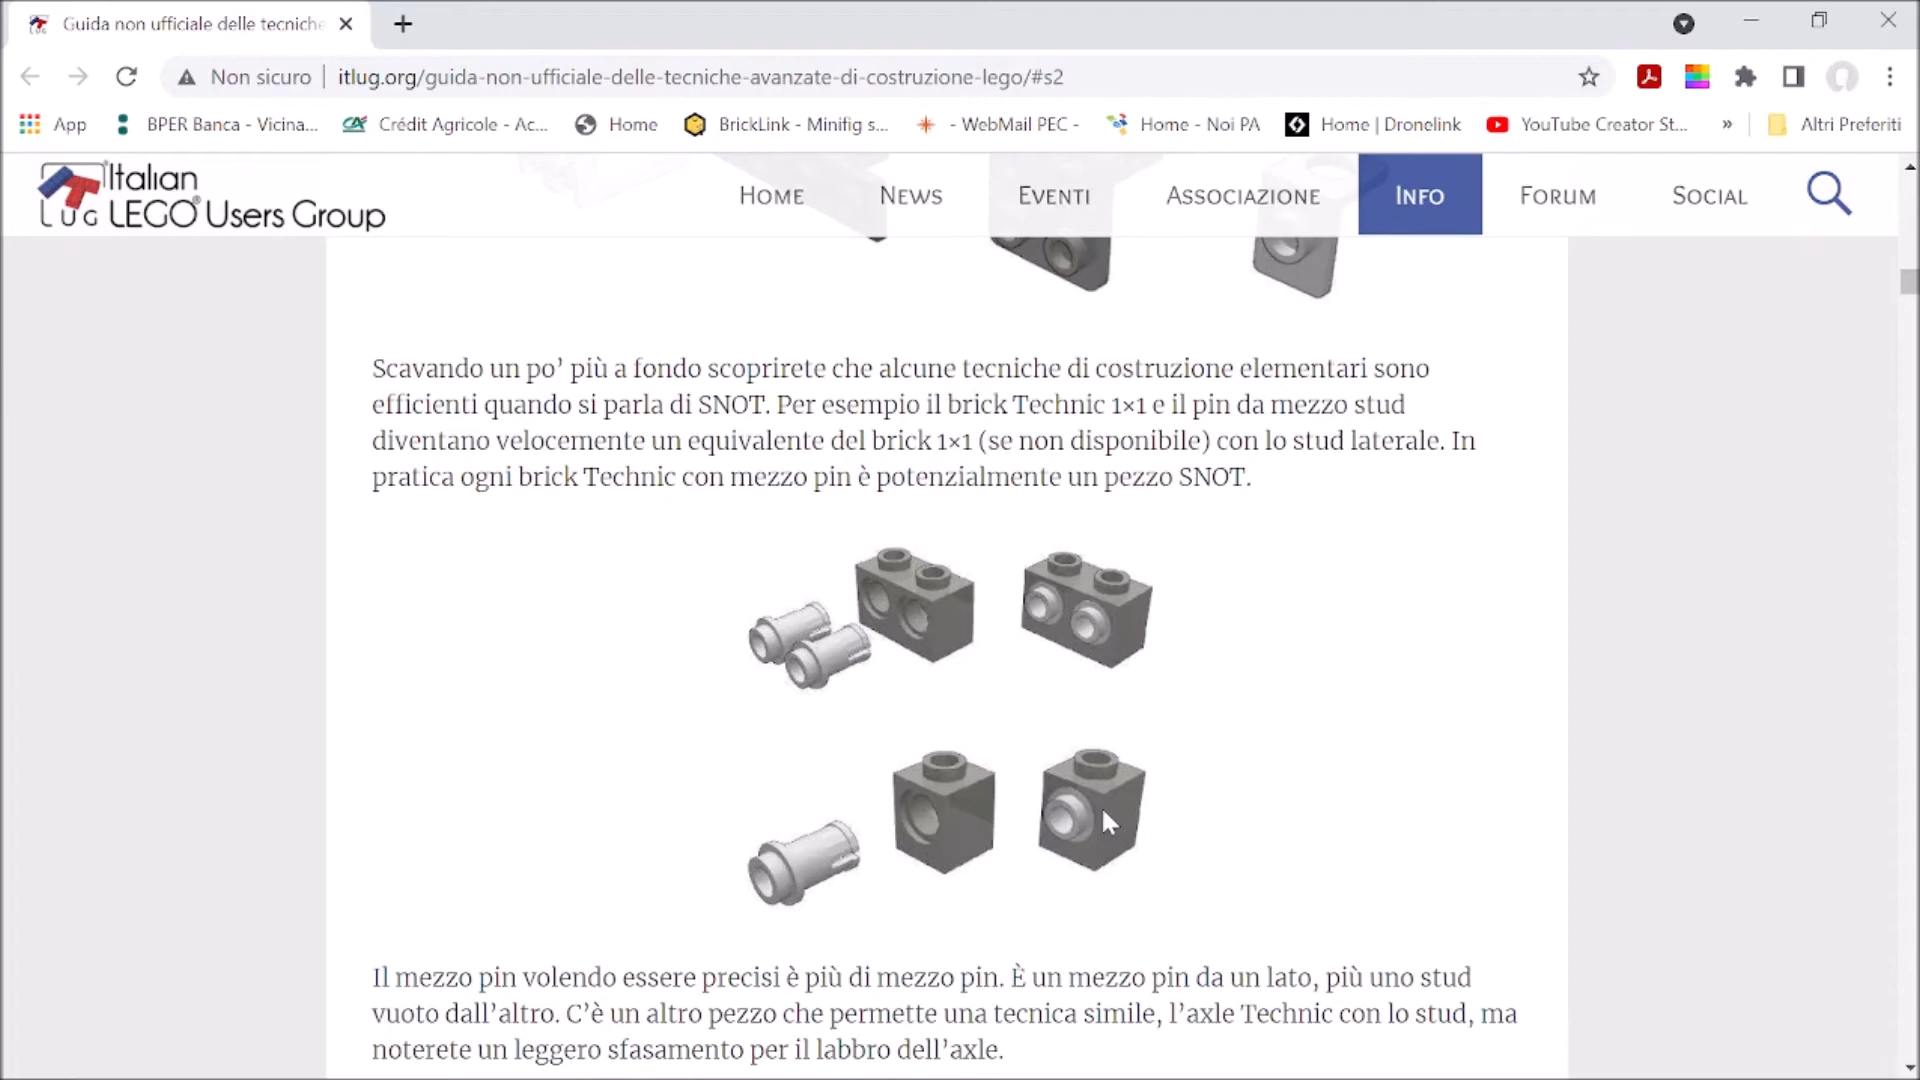 Guida non ufficiale delle tecniche
Non sicuro
itlug.org/guida-non-ufficiale-delle-tecniche-avanzate-di-costruzione-lego/#s2
App
BPER Banca - Vicina...
Crédit Agricole - Ac...
Home
BrickLink - Minifig s...
- WebMail PEC -
Home - Noi PA
Home | Dronelink
YouTube Creator St...
»
Altri Preferiti
Italian
LUG LEGO® Users Group
HOME
NEWS
EVENTI
ASSOCIAZIONE
INFO
FORUM
SOCIAL
Scavando un po’ più a fondo scoprirete che alcune tecniche di costruzione elementari sono
efficienti quando si parla di SNOT. Per esempio il brick Technic 1×1 e il pin da mezzo stud
diventano velocemente un equivalente del brick 1×1 (se non disponibile) con lo stud laterale. In
pratica ogni brick Technic con mezzo pin è potenzialmente un pezzo SNOT.
Il mezzo pin volendo essere precisi è più di mezzo pin. È un mezzo pin da un lato, più uno stud
vuoto dall’altro. C’è un altro pezzo che permette una tecnica simile, l’axle Technic con lo stud, ma
noterete un leggero sfasamento per il labbro dell’axle.